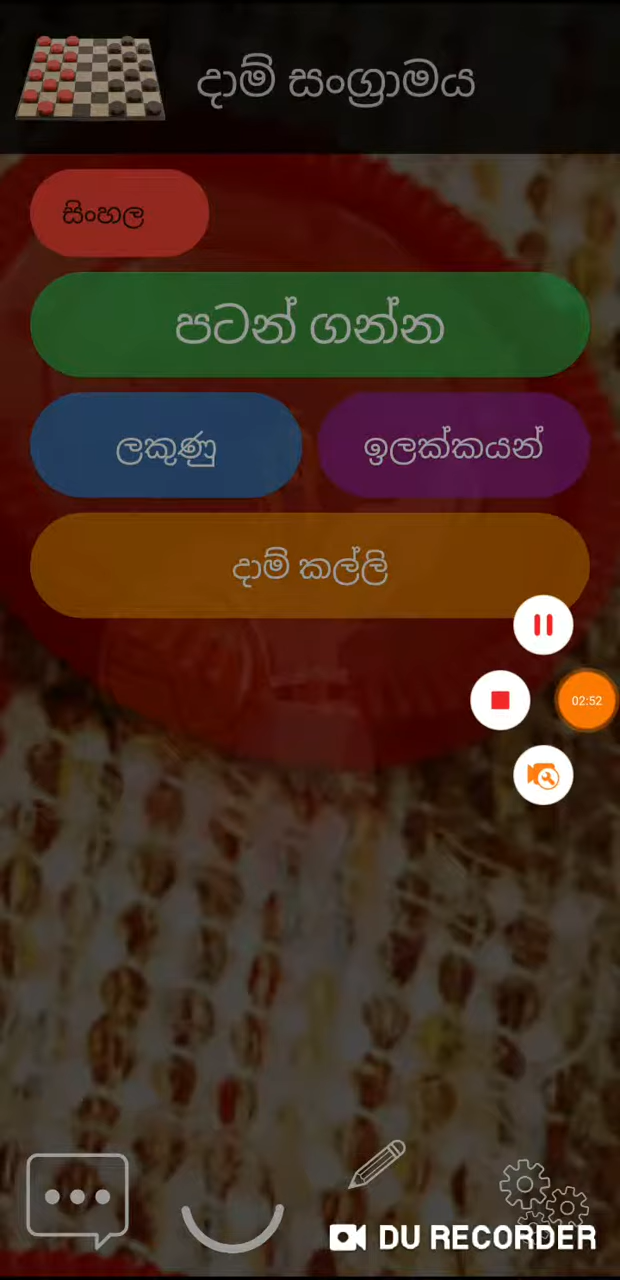 දාම් සංග්‍රාමය
සිංහල
පටන් ගන්න
ලකුණු
ඉලක්කයන්
දාම් කල්ලි
02:52
DU RECORDER